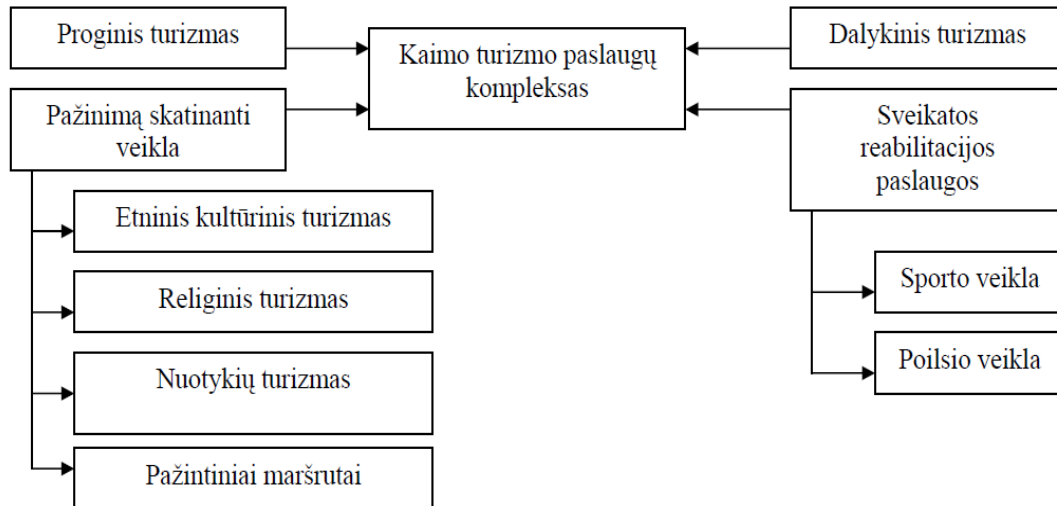 Proginis turizmas
Kaimo turizmo paslaugų
kompleksas
Dalykinis turizmas
Pažinimą skatinanti
veikla
Sveikatos
reabilitacijos
paslaugos
Etninis kultūrinis turizmas
Religinis turizmas
Nuotykių turizmas
Pažintiniai maršrutai
Sporto veikla
Poilsio veikla